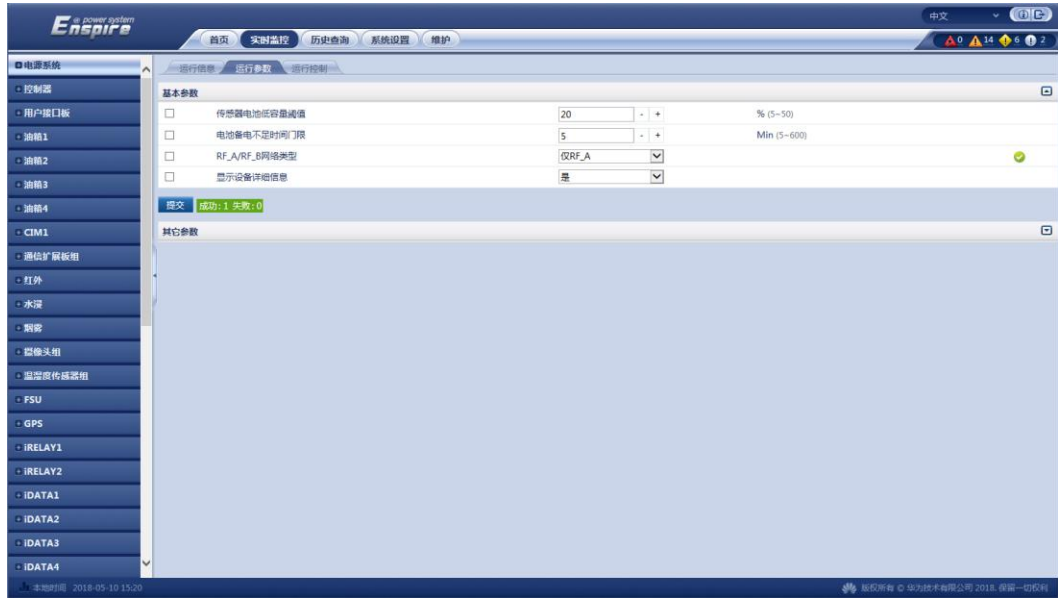 power system
Enspire
中文
首页 实时监控 历史查询 系统设置 维护
0 14 6 2
电源系统
控制器
用户接口板
油箱1
油箱2
油箱3
油箱4
CIM1
通信扩展板组
红外
水浸
烟雾
摄像头组
温湿度传感器组
FSU
GPS
iRELAY1
iRELAY2
iDATA1
iDATA2
iDATA3
iDATA4
运行信息 运行参数 运行控制
基本参数
传感器电池低容量阈值 20 - + % (5~50)
电池备电不足时间门限 5 - + Min (5~600)
RF_A/RF_B网络类型 仅RF_A
显示设备详细信息 是
提交 成功: 1 失败: 0
其它参数
本地时间 2018-05-10 15:20
版权所有 © 华为技术有限公司 2018. 保留一切权利